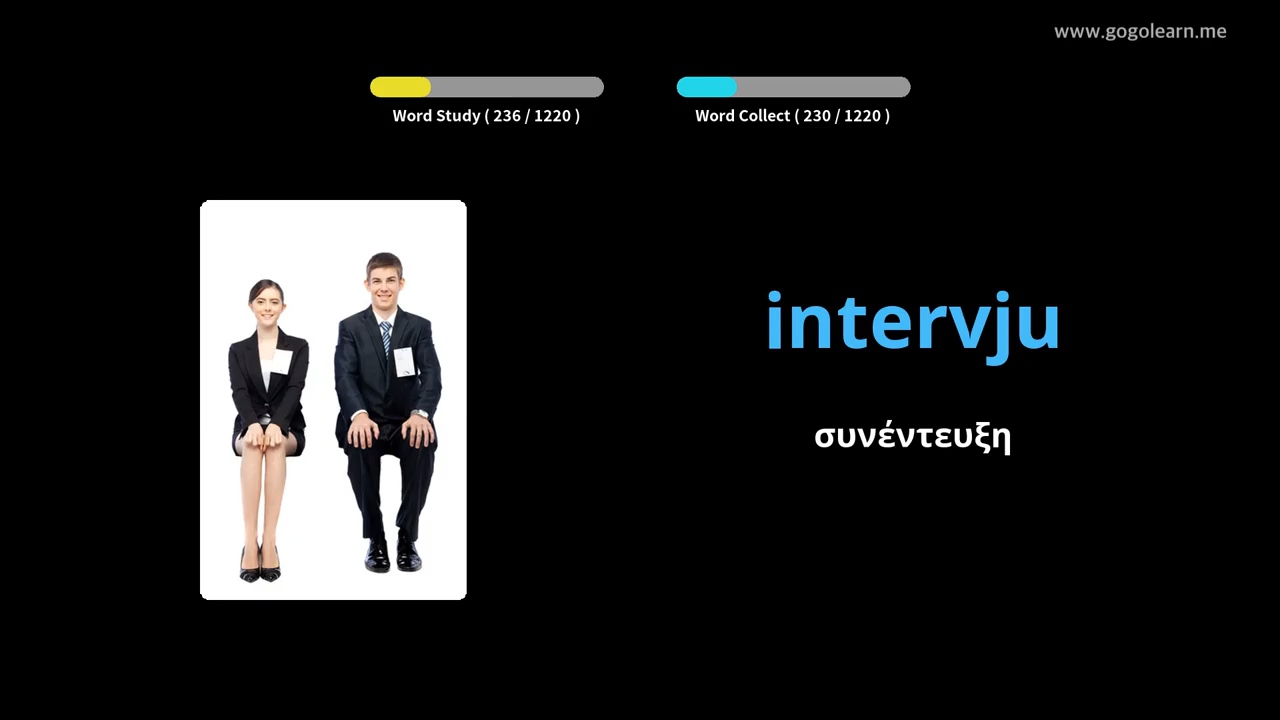 www.gogolearn.me
Word Study ( 236 / 1220 )
Word Collect ( 230 / 1220 )
intervju
συνέντευξη